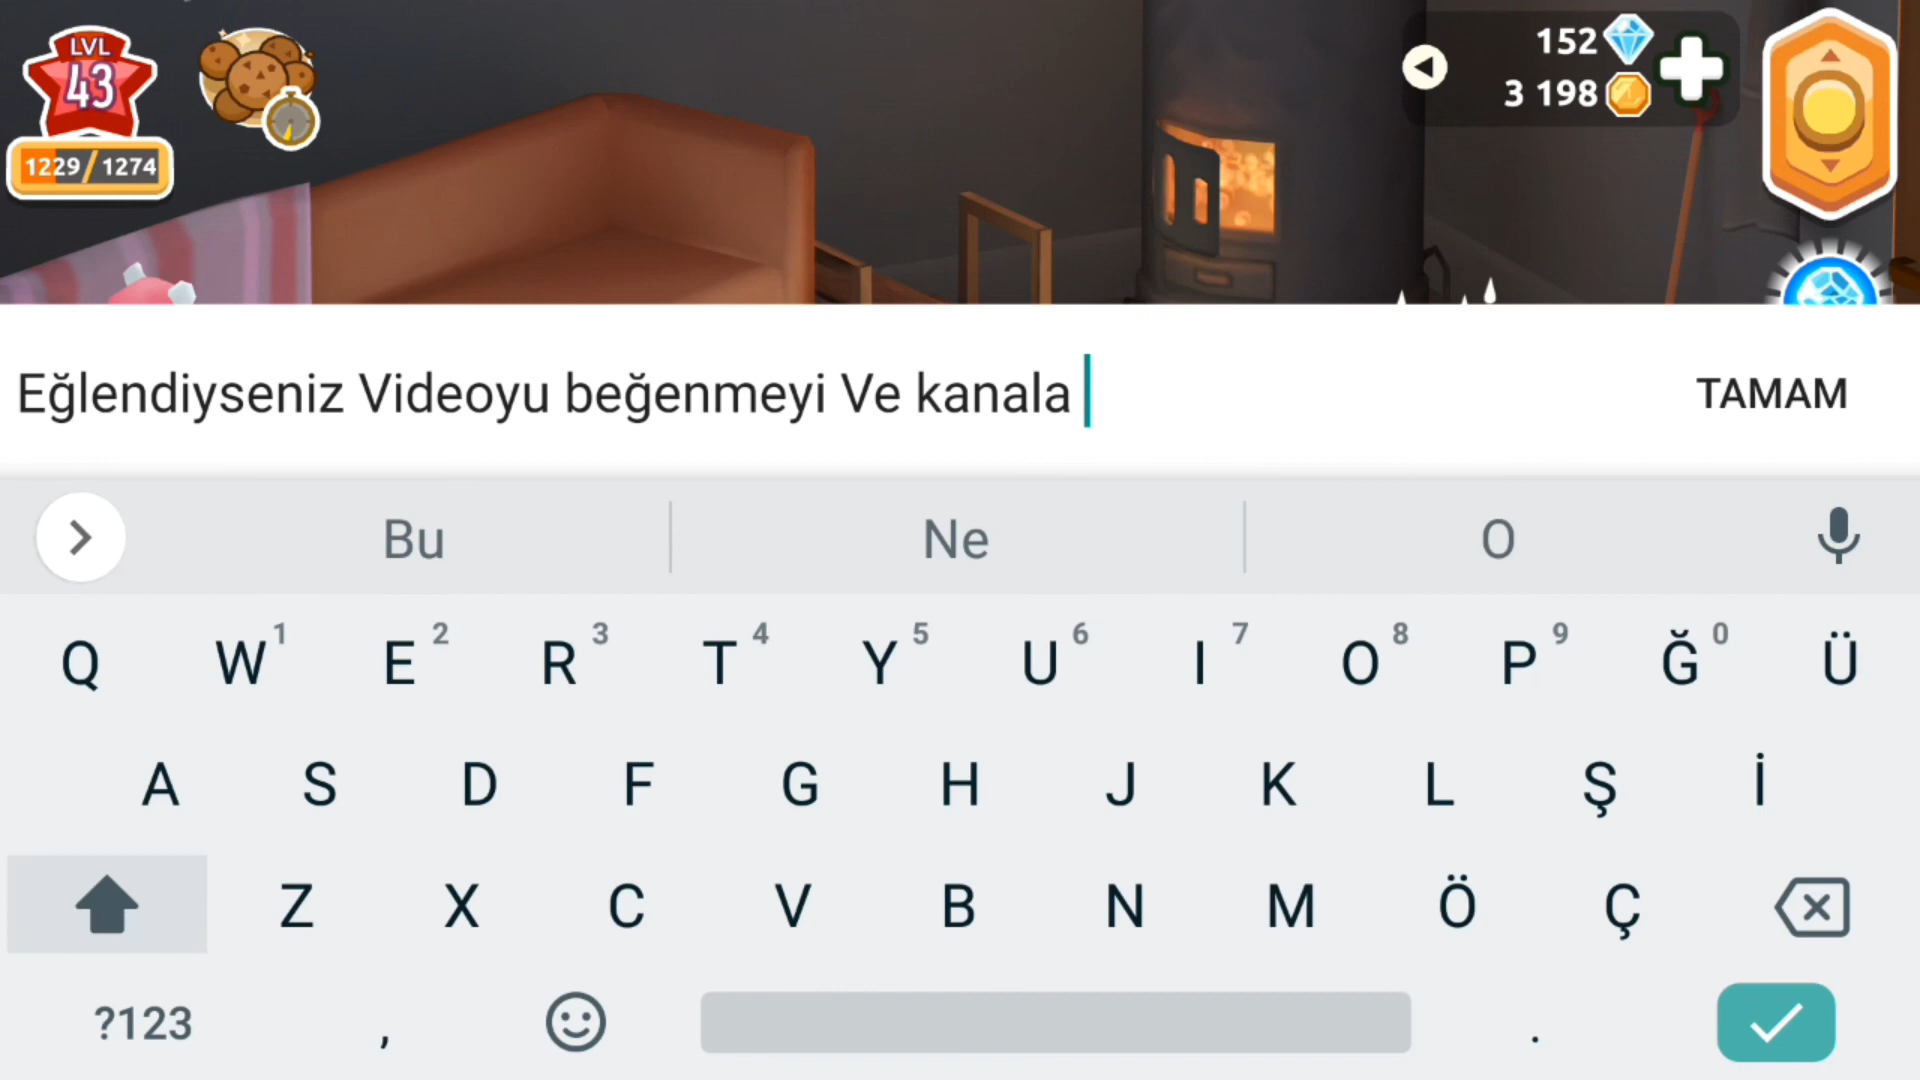 LVL
43
1229/1274
152
3 198
Eğlendiyseniz Videoyu beğenmeyi Ve kanala
TAMAM
Bu Ne O
Q W 1 E 2 R 3 T 4 Y 5 U 6 I 7 O 8 P 9 Ğ 0 Ü
A S D F G H J K L Ş İ
Z X C V B N M Ö Ç
?123 , .